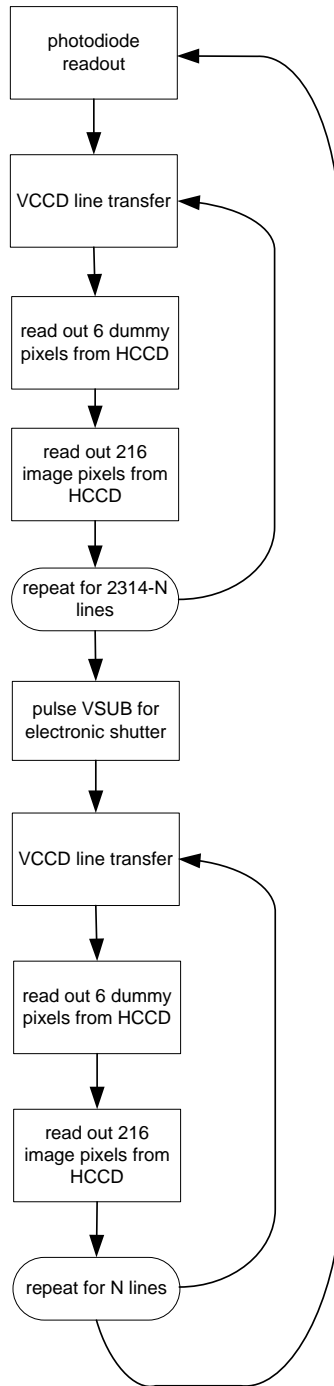 photodiode
readout
VCCD line transfer
read out 6 dummy
pixels from HCCD
read out 216
image pixels from
HCCD
repeat for 2314-N
lines
pulse VSUB for
electronic shutter
VCCD line transfer
read out 6 dummy
pixels from HCCD
read out 216
image pixels from
HCCD
repeat for N lines